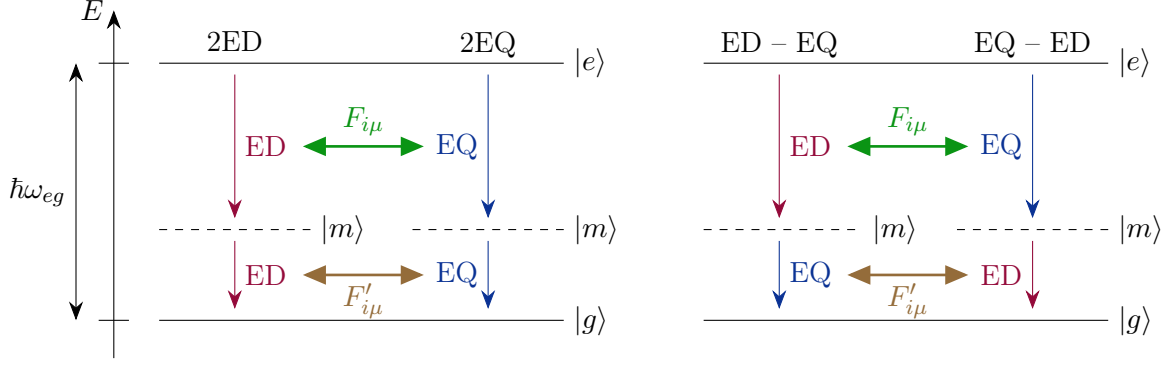 E
2ED 2EQ |e⟩
F_{iμ}
ED EQ
ħω_{eg}
|m⟩ |m⟩
ED EQ
F′_{iμ}
|g⟩
ED – EQ EQ – ED |e⟩
F_{iμ}
ED EQ
|m⟩ |m⟩
EQ ED
F′_{iμ}
|g⟩